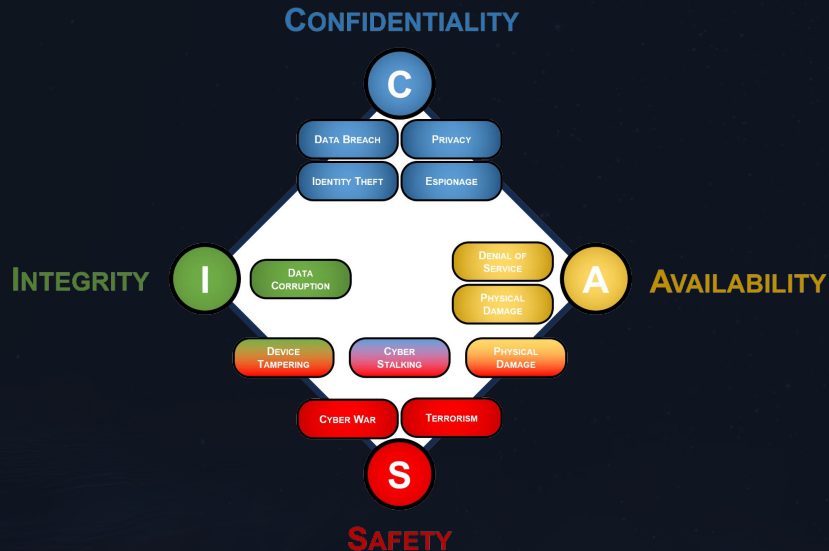 CONFIDENTIALITY
C
DATA BREACH
PRIVACY
IDENTITY THEFT
ESPIONAGE
INTEGRITY
I
DATA
CORRUPTION
DENIAL OF
SERVICE
PHYSICAL
DAMAGE
A
AVAILABILITY
DEVICE
TAMPERING
CYBER
STALKING
PHYSICAL
DAMAGE
CYBER WAR
TERRORISM
S
SAFETY